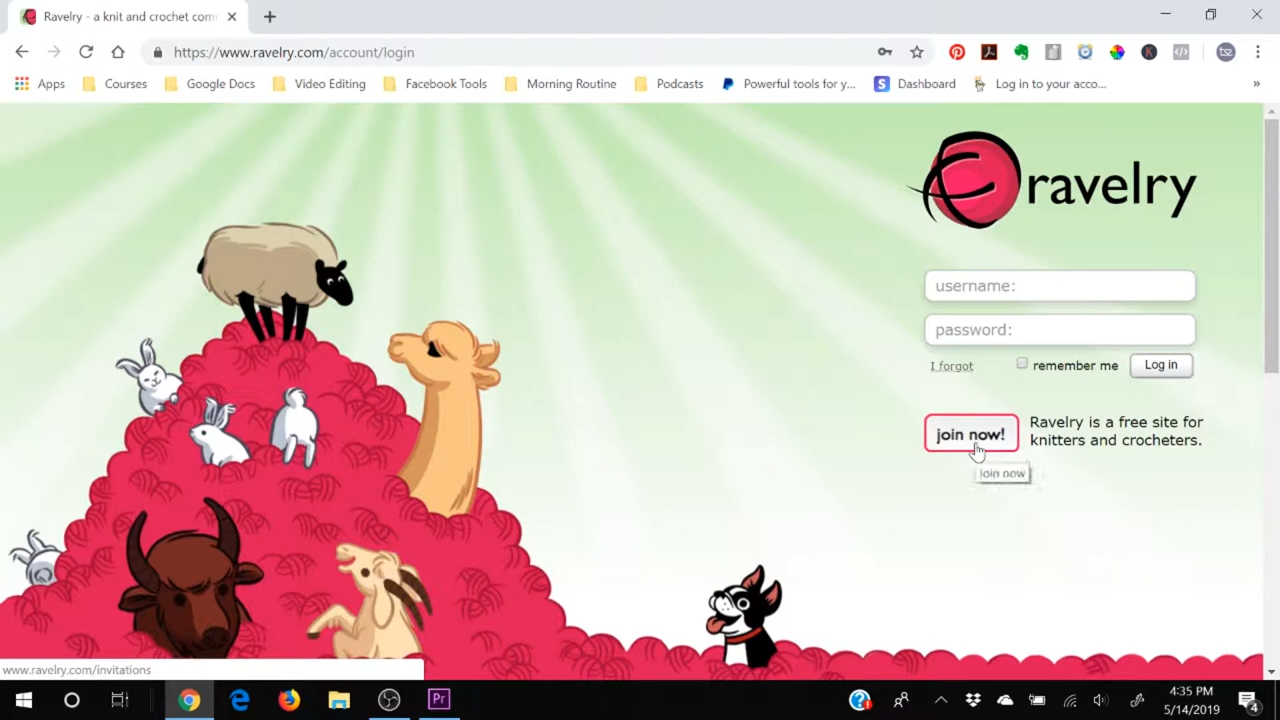 Ravelry - a knit and crochet com
https://www.ravelry.com/account/login
Apps
Courses
Google Docs
Video Editing
Facebook Tools
Morning Routine
Podcasts
Powerful tools for y...
Dashboard
Log in to your acco...
»
ravelry
username:
password:
I forgot
remember me
Log in
join now!
Ravelry is a free site for
knitters and crocheters.
join now
www.ravelry.com/invitations
Pr
4:35 PM
5/14/2019
4